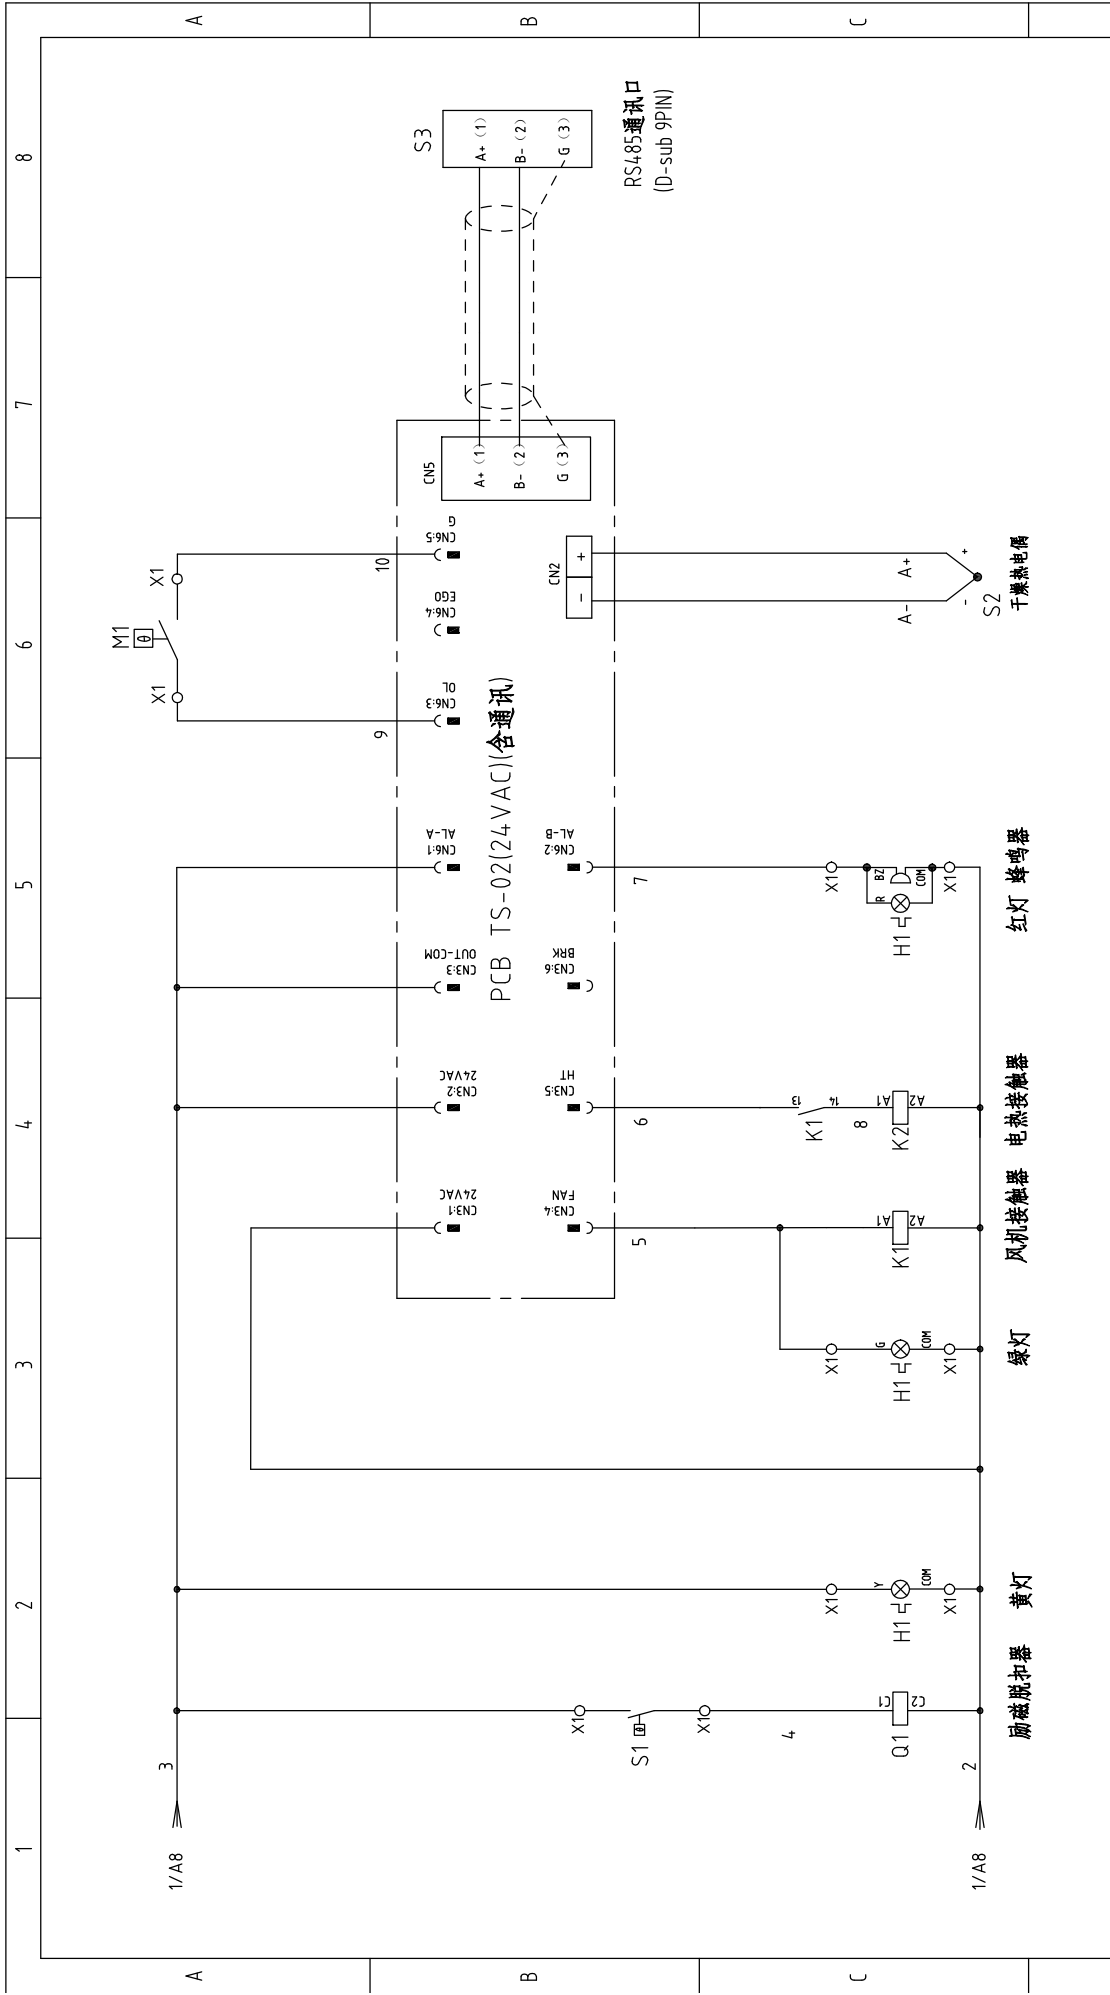 1
2
3
4
5
6
7
8
A
B
C
A
B
C
1/A8
3
1/A8
2
X1
S1
X1
4
C1
C2
Q1
励磁脱扣器
X1
Y
H1
COM
X1
黄灯
X1
G
H1
COM
X1
绿灯
CN3:1
24VAC
CN3:4
FAN
5
A1
A2
K1
风机接触器
CN3:2
24VAC
CN3:5
HT
6
13
14
K1
8
A1
A2
K2
电热接触器
CN3:3
OUT-COM
CN3:6
BRK
PCB TS-02(24VAC)(含通讯)
CN6:1
AL-A
CN6:2
AL-B
7
X1
R
BZ
H1
COM
X1
红灯 蜂鸣器
M1
θ
X1
X1
9
10
CN6:3
OL
CN6:4
EGO
CN6:5
G
CN2
-
+
A-
A+
-
+
S2
干燥热电偶
CN5
A+ (1)
B- (2)
G (3)
S3
A+ (1)
B- (2)
G (3)
RS485通讯口
(D-sub 9PIN)